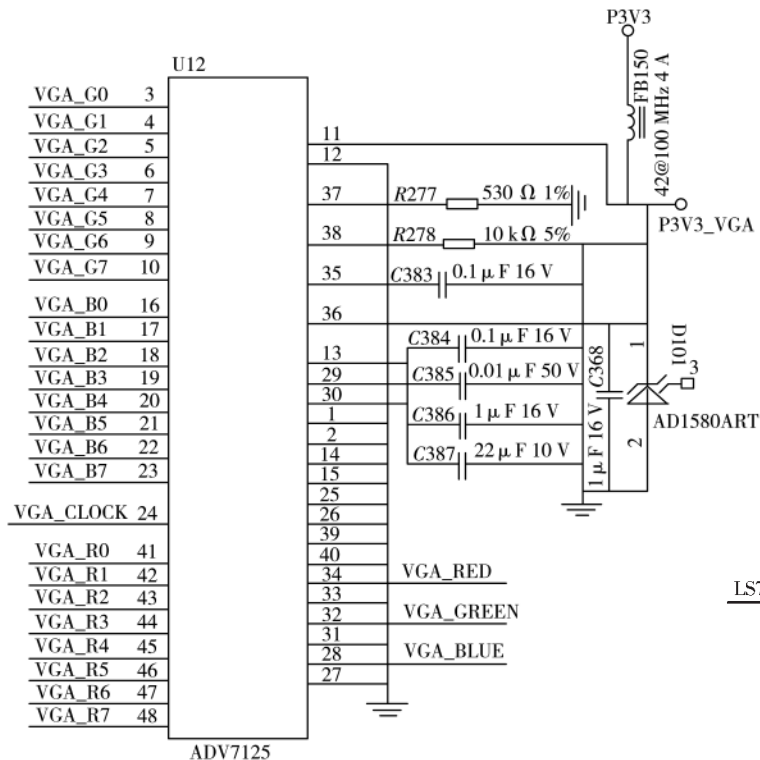 P3V3
FB150
42@100 MHz 4 A
P3V3_VGA
U12
VGA_G0 3
VGA_G1 4
VGA_G2 5
VGA_G3 6
VGA_G4 7
VGA_G5 8
VGA_G6 9
VGA_G7 10
VGA_B0 16
VGA_B1 17
VGA_B2 18
VGA_B3 19
VGA_B4 20
VGA_B5 21
VGA_B6 22
VGA_B7 23
VGA_CLOCK 24
VGA_R0 41
VGA_R1 42
VGA_R2 43
VGA_R3 44
VGA_R4 45
VGA_R5 46
VGA_R6 47
VGA_R7 48
11
12
37 R277 530 Ω 1%
38 R278 10 kΩ 5%
35 C383 0.1 μF 16 V
36
13 C384 0.1 μF 16 V
29 C385 0.01 μF 50 V
30 C386 1 μF 16 V
1
2 C387 22 μF 10 V
14
15
25
26
39
40
34 VGA_RED
33
32 VGA_GREEN
31
28 VGA_BLUE
27
C368
1 μF 16 V
1
2
D101
3
AD1580ART
ADV7125
LS7